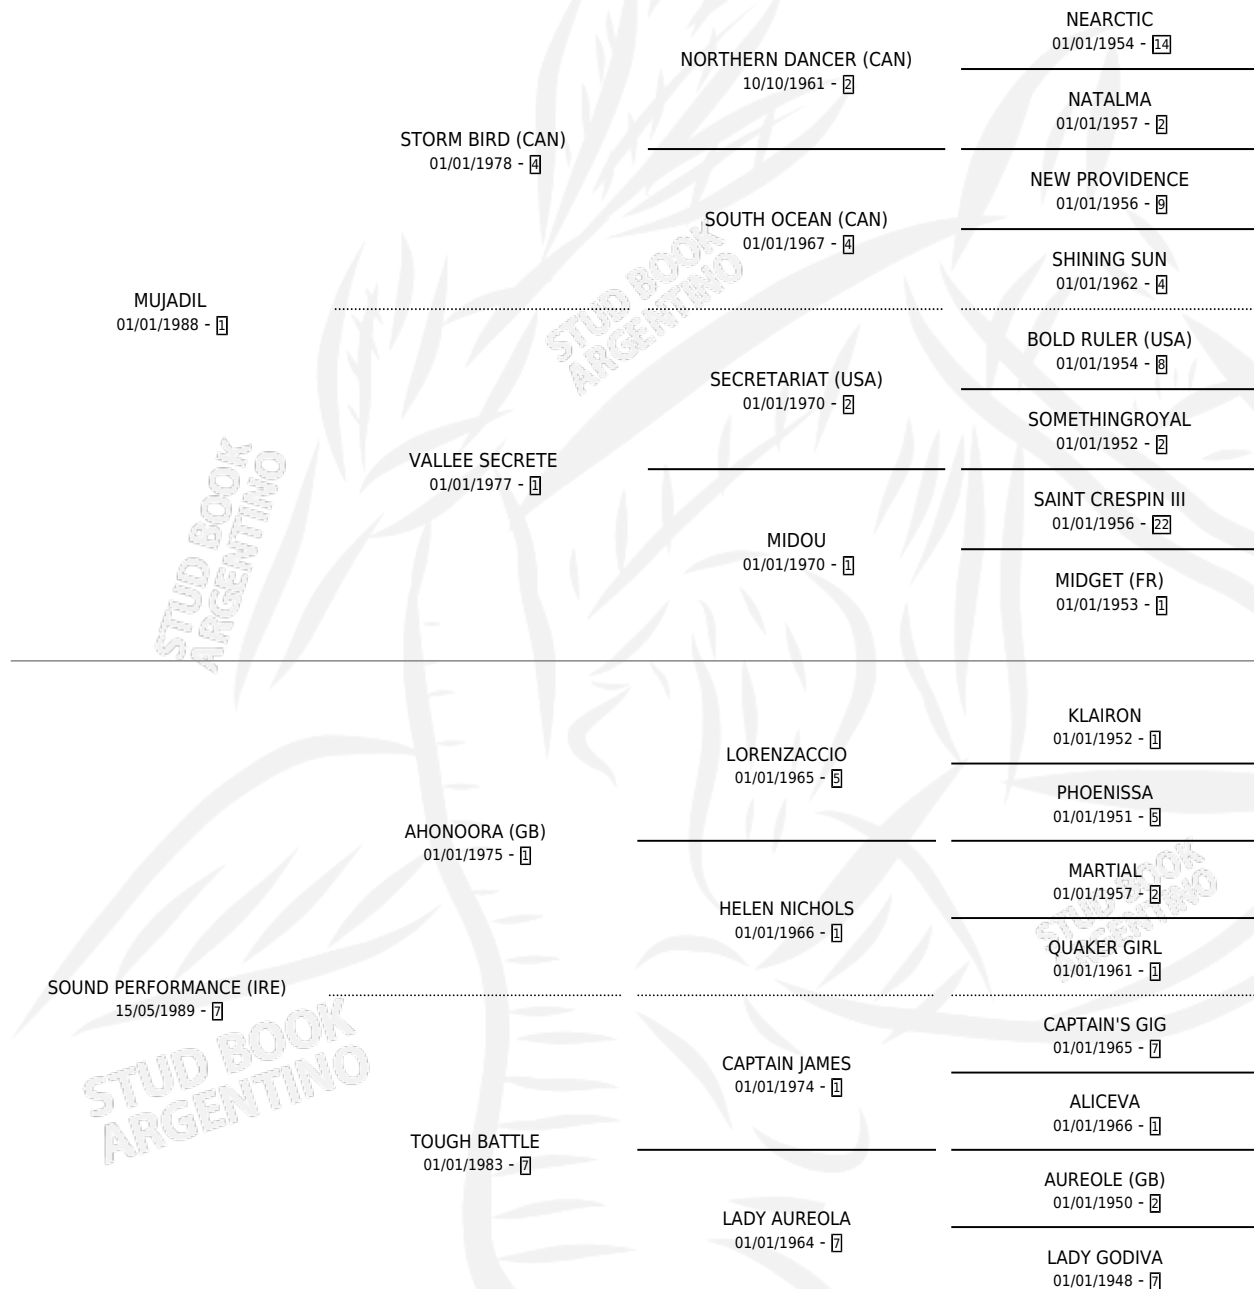 NEARCTIC
01/01/1954 - 14
NORTHERN DANCER (CAN)
10/10/1961 - 2
NATALMA
01/01/1957 - 2
STORM BIRD (CAN)
01/01/1978 - 4
NEW PROVIDENCE
01/01/1956 - 9
SOUTH OCEAN (CAN)
01/01/1967 - 4
SHINING SUN
01/01/1962 - 4
STUD BOOK
ARGENTINO
MUJADIL
01/01/1988 - 1
BOLD RULER (USA)
01/01/1954 - 8
SECRETARIAT (USA)
01/01/1970 - 2
SOMETHINGROYAL
01/01/1952 - 2
VALLEE SECRETE
01/01/1977 - 1
SAINT CRESPIN III
01/01/1956 - 22
MIDOU
01/01/1970 - 1
MIDGET (FR)
01/01/1953 - 1
STUD BOOK
ARGENTINO
KLAIRON
01/01/1952 - 1
LORENZACCIO
01/01/1965 - 5
PHOENISSA
01/01/1951 - 5
AHONOORA (GB)
01/01/1975 - 1
MARTIAL
01/01/1957 - 2
HELEN NICHOLS
01/01/1966 - 1
QUAKER GIRL
01/01/1961 - 1
STUD BOOK
ARGENTINO
SOUND PERFORMANCE (IRE)
15/05/1989 - 7
CAPTAIN'S GIG
01/01/1965 - 7
CAPTAIN JAMES
01/01/1974 - 1
ALICEVA
01/01/1966 - 1
STUD BOOK
ARGENTINO
TOUGH BATTLE
01/01/1983 - 7
AUREOLE (GB)
01/01/1950 - 2
LADY AUREOLA
01/01/1964 - 7
LADY GODIVA
01/01/1948 - 7